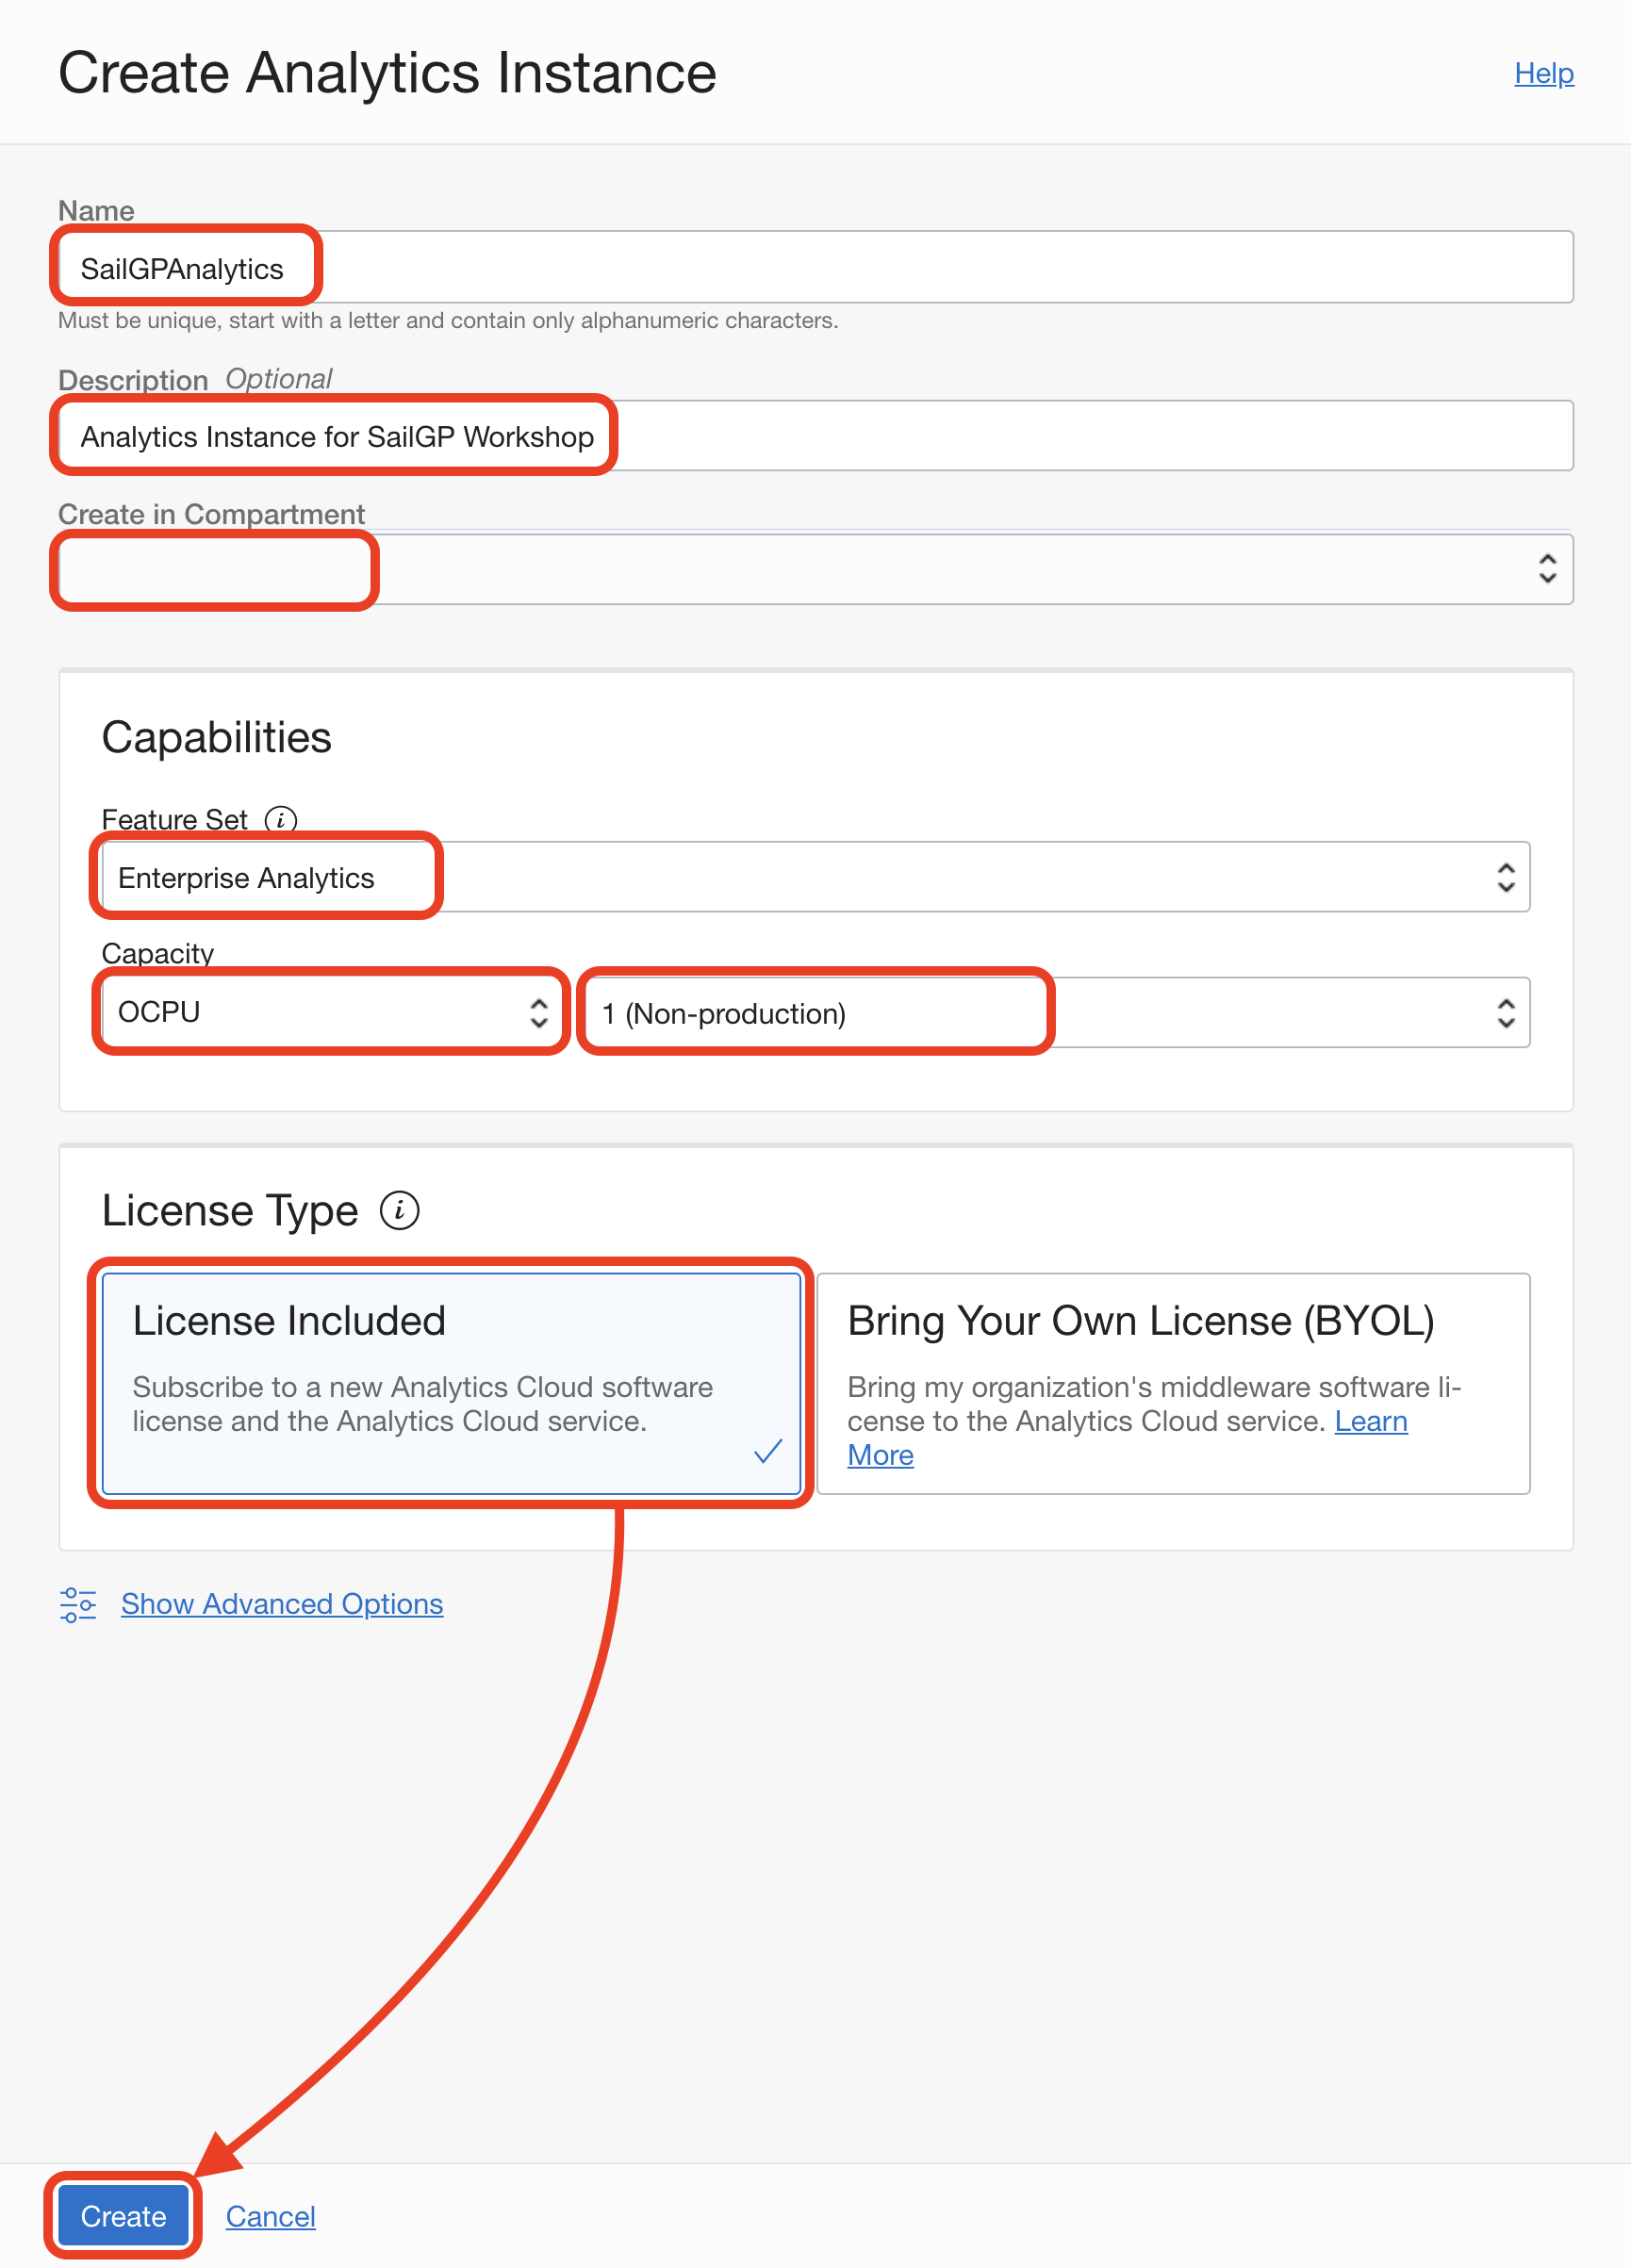 Create Analytics Instance
Help
Name
SailGPAnalytics
Must be unique, start with a letter and contain only alphanumeric characters.
Description Optional
Analytics Instance for SailGP Workshop
Create in Compartment
Capabilities
Feature Set i
Enterprise Analytics
Capacity
OCPU
1 (Non-production)
License Type i
License Included
Subscribe to a new Analytics Cloud software
license and the Analytics Cloud service.
Bring Your Own License (BYOL)
Bring my organization's middleware software li-
cense to the Analytics Cloud service. Learn
More
Show Advanced Options
Create
Cancel